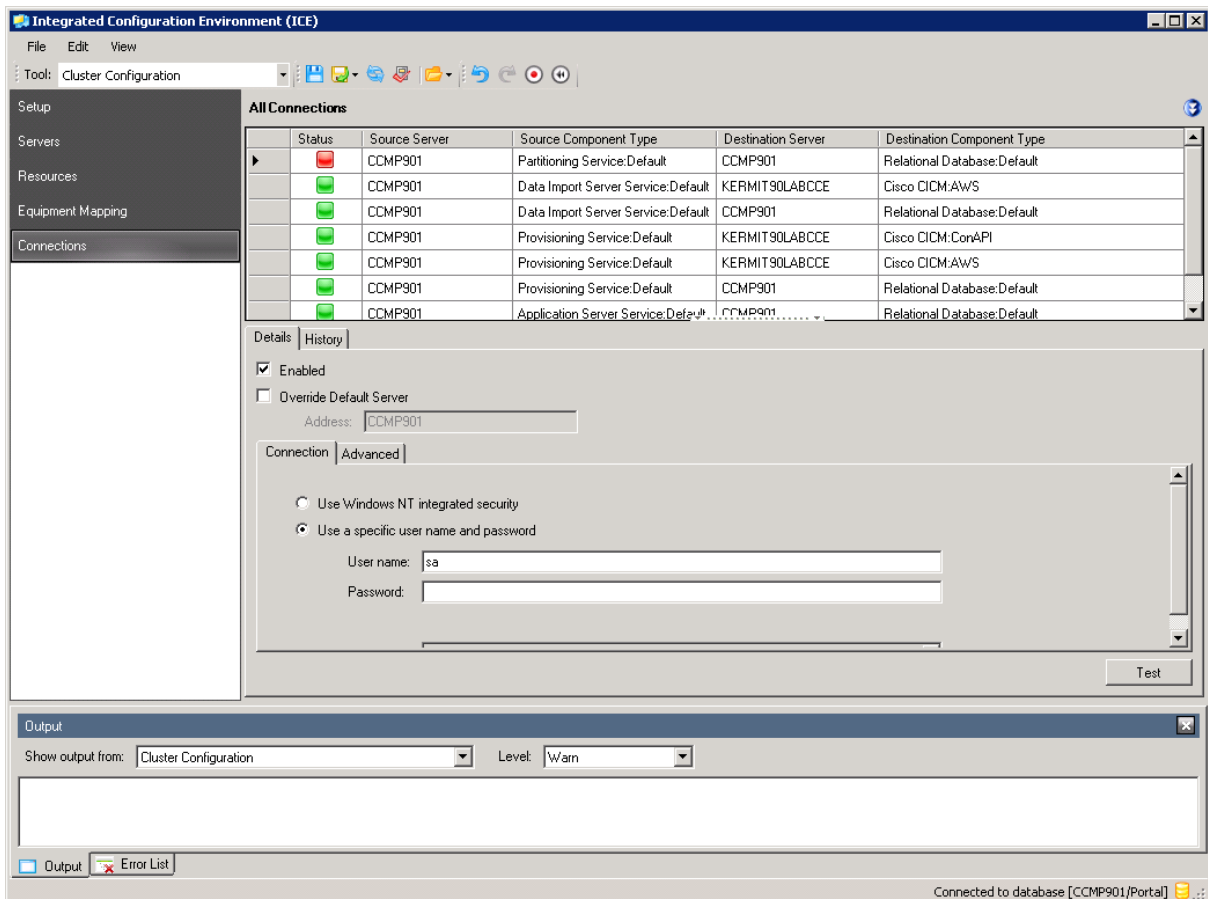 Integrated Configuration Environment (ICE)
File Edit View
Tool: Cluster Configuration
Setup
Servers
Resources
Equipment Mapping
Connections
All Connections
Status Source Server Source Component Type Destination Server Destination Component Type
CCMP901 Partitioning Service:Default CCMP901 Relational Database:Default
CCMP901 Data Import Server Service:Default KERMIT90LABCCE Cisco CICM:AWS
CCMP901 Data Import Server Service:Default CCMP901 Relational Database:Default
CCMP901 Provisioning Service:Default KERMIT90LABCCE Cisco CICM:ConAPI
CCMP901 Provisioning Service:Default KERMIT90LABCCE Cisco CICM:AWS
CCMP901 Provisioning Service:Default CCMP901 Relational Database:Default
CCMP901 Application Server Service:Default CCMP901 Relational Database:Default
Details History
Enabled
Override Default Server
Address: CCMP901
Connection Advanced
Use Windows NT integrated security
Use a specific user name and password
User name: sa
Password:
Test
Output
Show output from: Cluster Configuration Level: Warn
Output Error List
Connected to database [CCMP901/Portal]